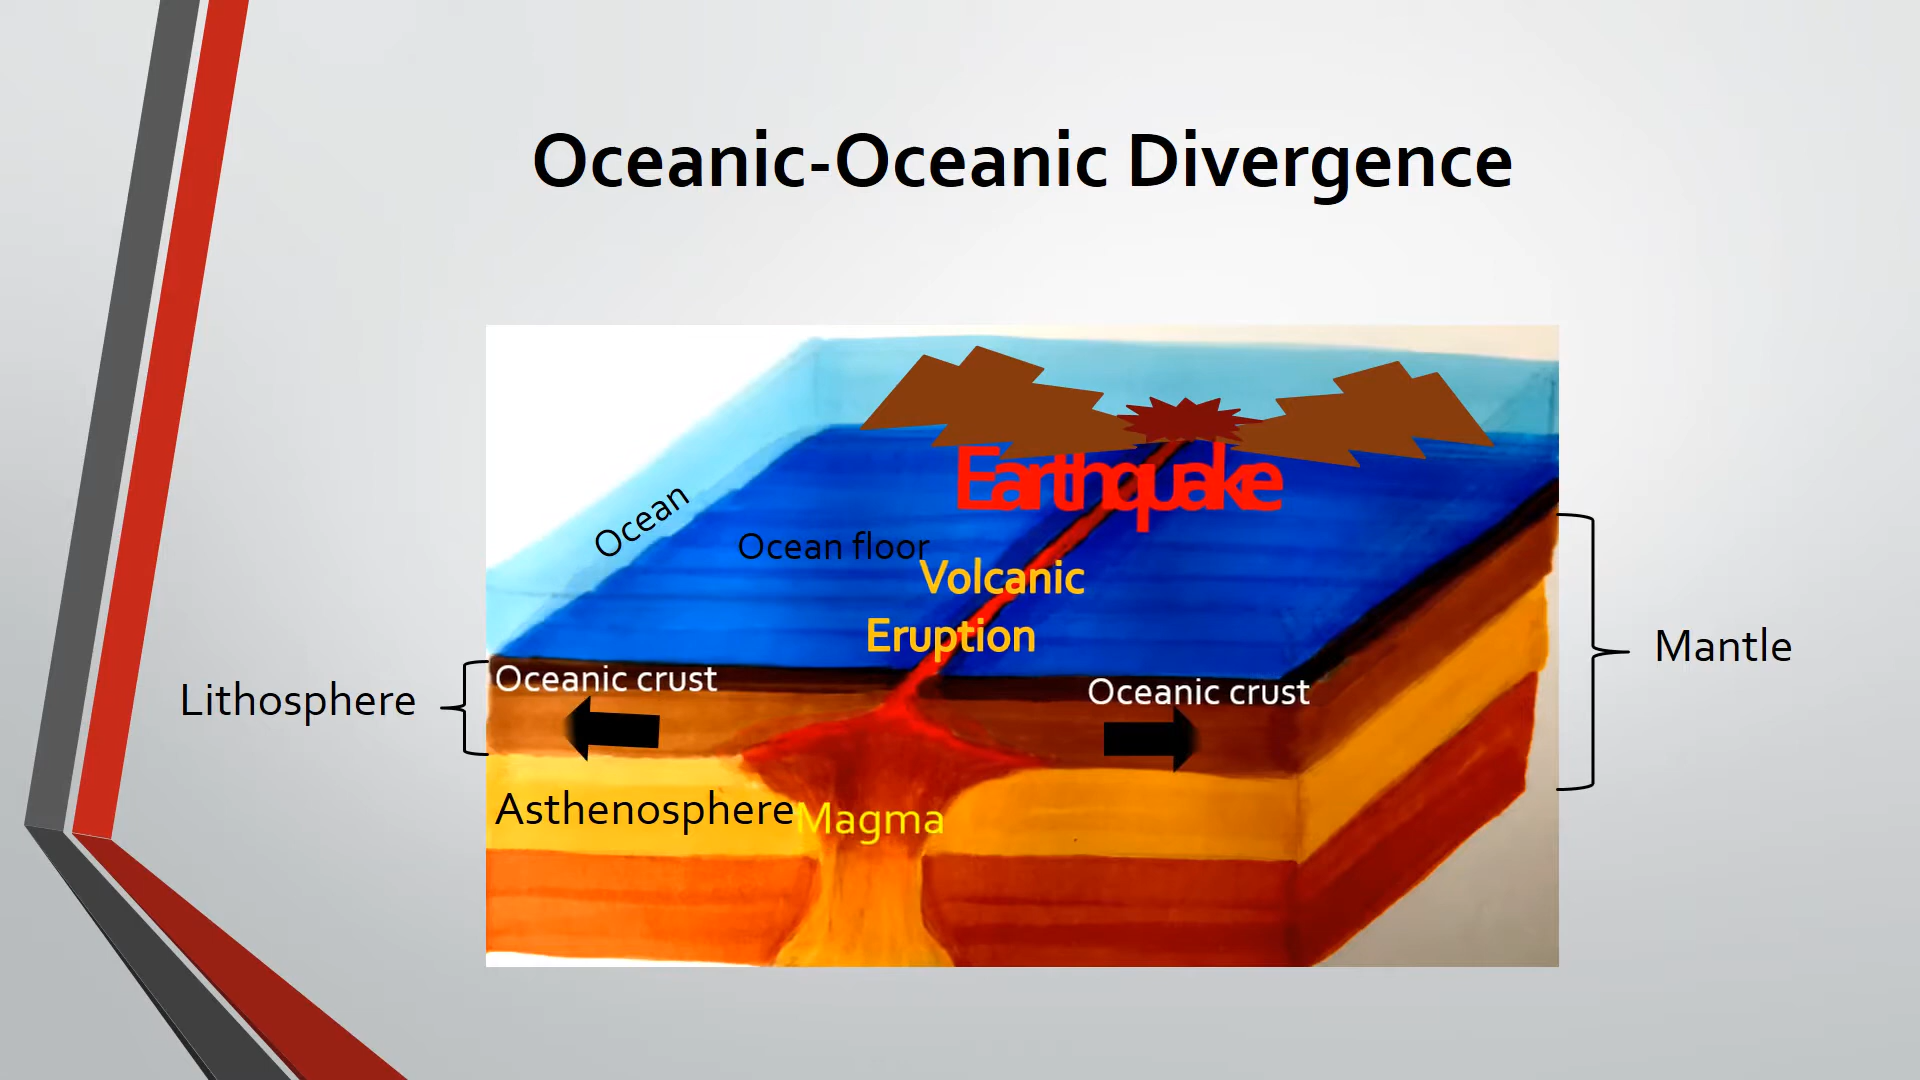 Oceanic-Oceanic Divergence
Earthquake
Ocean
Ocean floor
Volcanic
Eruption
Mantle
Lithosphere
Oceanic crust
Oceanic crust
Asthenosphere
Magma